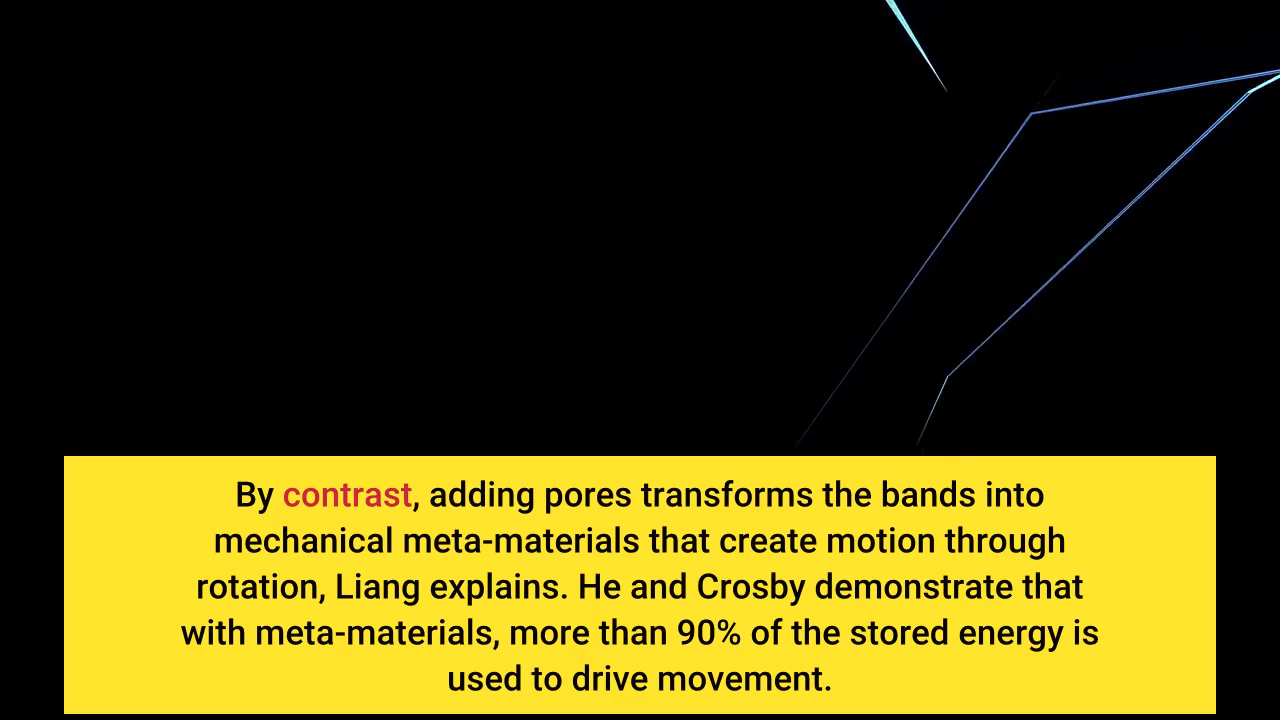 By contrast, adding pores transforms the bands into
mechanical meta-materials that create motion through
rotation, Liang explains. He and Crosby demonstrate that
with meta-materials, more than 90% of the stored energy is
used to drive movement.